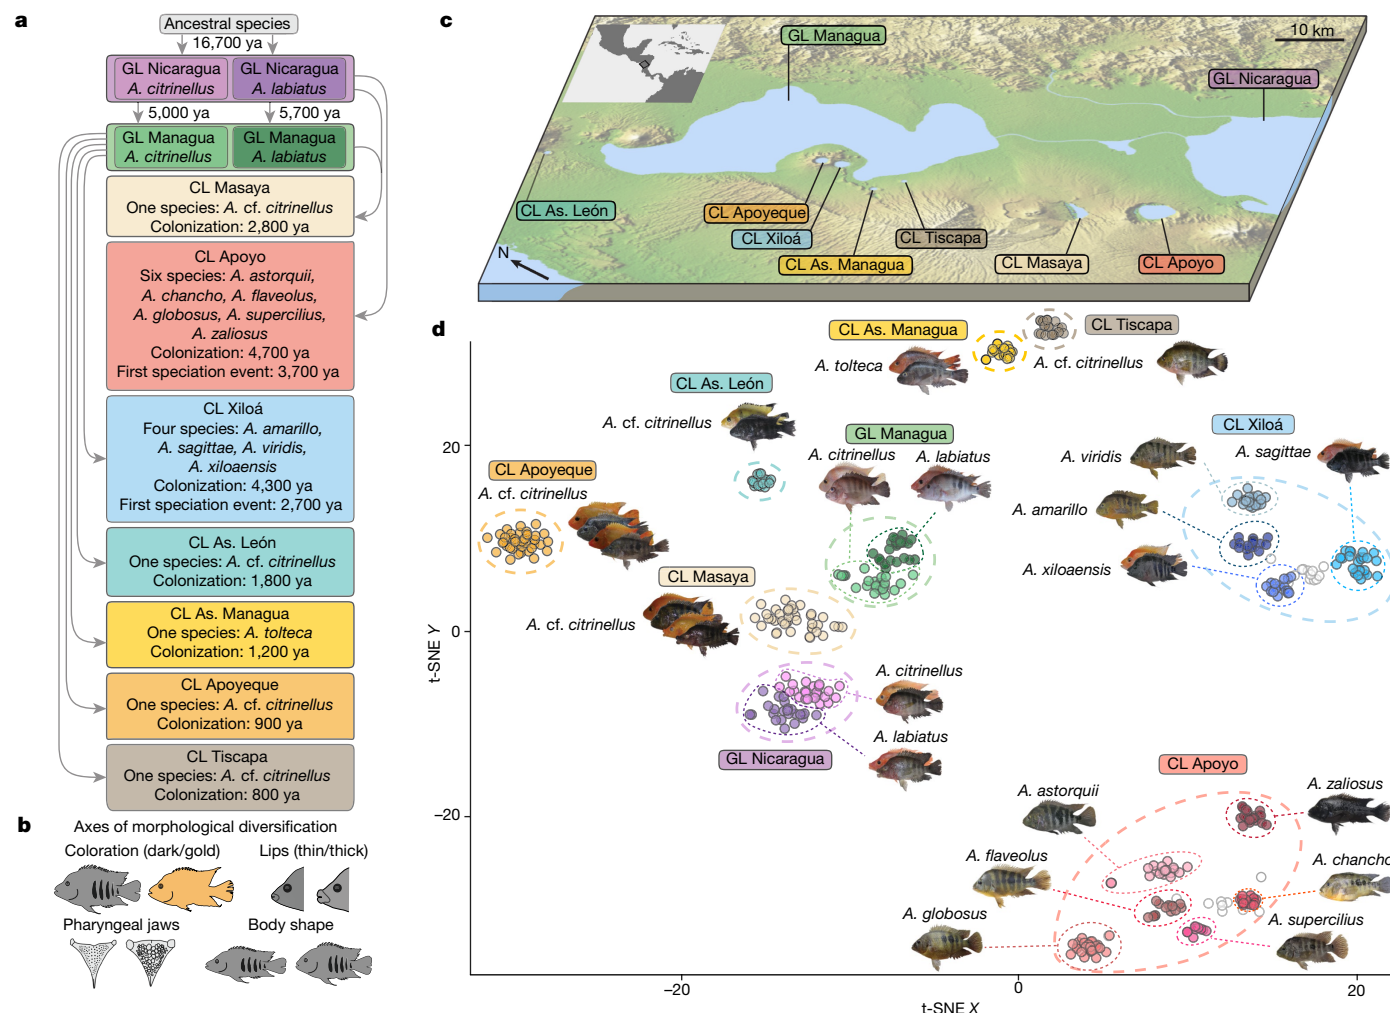 a
Ancestral species
16,700 ya
GL Nicaragua
A. citrinellus
GL Nicaragua
A. labiatus
5,000 ya
5,700 ya
GL Managua
A. citrinellus
GL Managua
A. labiatus
CL Masaya
One species: A. cf. citrinellus
Colonization: 2,800 ya
CL Apoyo
Six species: A. astorquii,
A. chancho, A. flaveolus,
A. globosus, A. supercilius,
A. zaliosus
Colonization: 4,700 ya
First speciation event: 3,700 ya
CL Xiloá
Four species: A. amarillo,
A. sagittae, A. viridis,
A. xiloaensis
Colonization: 4,300 ya
First speciation event: 2,700 ya
CL As. León
One species: A. cf. citrinellus
Colonization: 1,800 ya
CL As. Managua
One species: A. tolteca
Colonization: 1,200 ya
CL Apoyeque
One species: A. cf. citrinellus
Colonization: 900 ya
CL Tiscapa
One species: A. cf. citrinellus
Colonization: 800 ya
b
Axes of morphological diversification
Coloration (dark/gold)
Lips (thin/thick)
Pharyngeal jaws
Body shape
c
GL Managua
10 km
GL Nicaragua
CL As. León
CL Apoyeque
CL Xiloá
CL Tiscapa
CL As. Managua
CL Masaya
CL Apoyo
N
d
CL As. Managua
CL Tiscapa
A. tolteca
A. cf. citrinellus
CL As. León
A. cf. citrinellus
GL Managua
A. citrinellus
A. labiatus
CL Xiloá
A. viridis
A. sagittae
A. amarillo
A. xiloaensis
CL Apoyeque
A. cf. citrinellus
CL Masaya
A. cf. citrinellus
A. citrinellus
A. labiatus
GL Nicaragua
CL Apoyo
A. astorquii
A. zaliosus
A. flaveolus
A. chancho
A. globosus
A. supercilius
20
0
−20
t-SNE Y
−20
0
20
t-SNE X